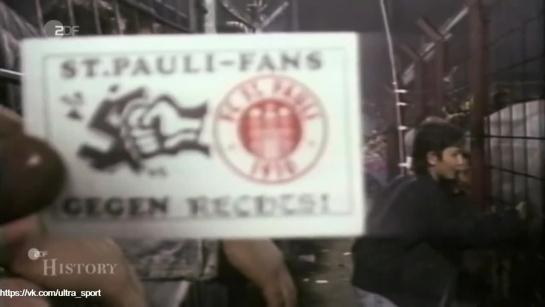 ZDF
ST. PAULI-FANS
FC ST. PAULI
1910
GEGEN RECHTS!
ZDF
HISTORY
https://vk.com/ultra_sport